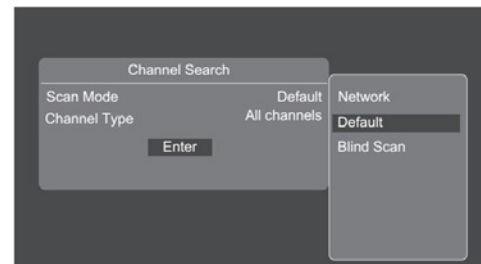 Channel Search
Scan Mode Default
Channel Type All channels
Enter
Network
Default
Blind Scan